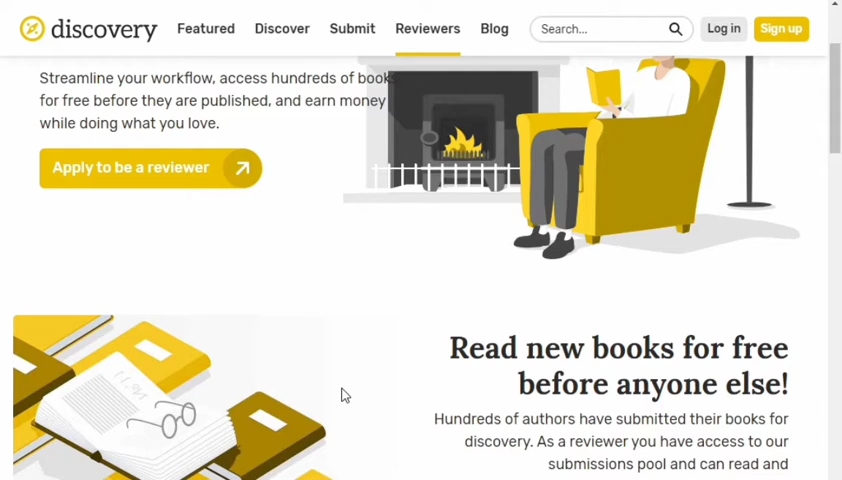 discovery Featured Discover Submit Reviewers Blog Search... Log in Sign up
Streamline your workflow, access hundreds of books
for free before they are published, and earn money
while doing what you love.
Apply to be a reviewer
Read new books for free
before anyone else!
Hundreds of authors have submitted their books for
discovery. As a reviewer you have access to our
submissions pool and can read and